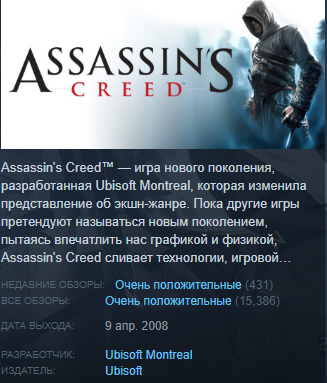 ASSASSIN'S
CREED™
Assassin's Creed™ — игра нового поколения,
разработанная Ubisoft Montreal, которая изменила
представление об экшн-жанре. Пока другие игры
претендуют называться новым поколением,
пытаясь впечатлить нас графикой и физикой,
Assassin's Creed сливает технологии, игровой...
НЕДАВНИЕ ОБЗОРЫ: Очень положительные (431)
ВСЕ ОБЗОРЫ: Очень положительные (15,386)
ДАТА ВЫХОДА: 9 апр. 2008
РАЗРАБОТЧИК: Ubisoft Montreal
ИЗДАТЕЛЬ: Ubisoft